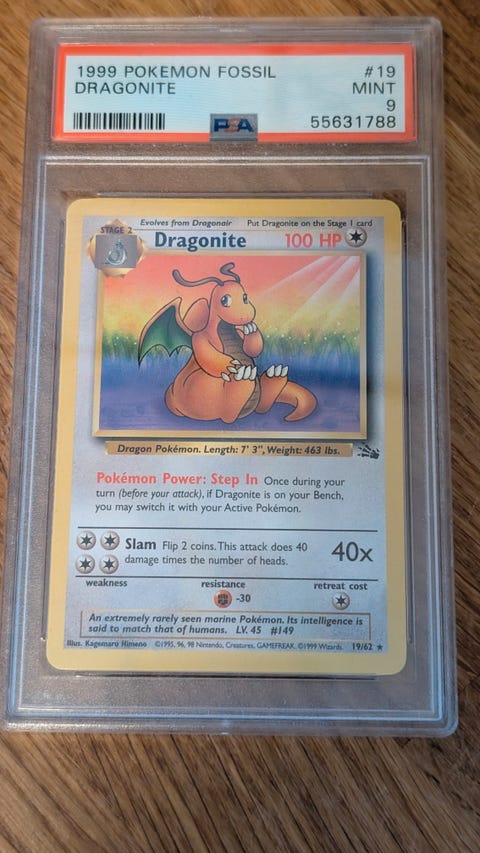 1999 POKEMON FOSSIL #19
DRAGONITE MINT
9
PSA 55631788
STAGE 2 Evolves from Dragonair Put Dragonite on the Stage 1 card
Dragonite 100 HP
Dragon Pokémon. Length: 7' 3", Weight: 463 lbs.
Pokémon Power: Step In Once during your
turn (before your attack), if Dragonite is on your Bench,
you may switch it with your Active Pokémon.
Slam Flip 2 coins. This attack does 40
damage times the number of heads. 40x
weakness resistance retreat cost
-30
An extremely rarely seen marine Pokémon. Its intelligence is
said to match that of humans. LV. 45 #149
Illus. Kagemaru Himeno ©1995, 96, 98 Nintendo, Creatures, GAMEFREAK. ©1999 Wizards. 19/62 ★